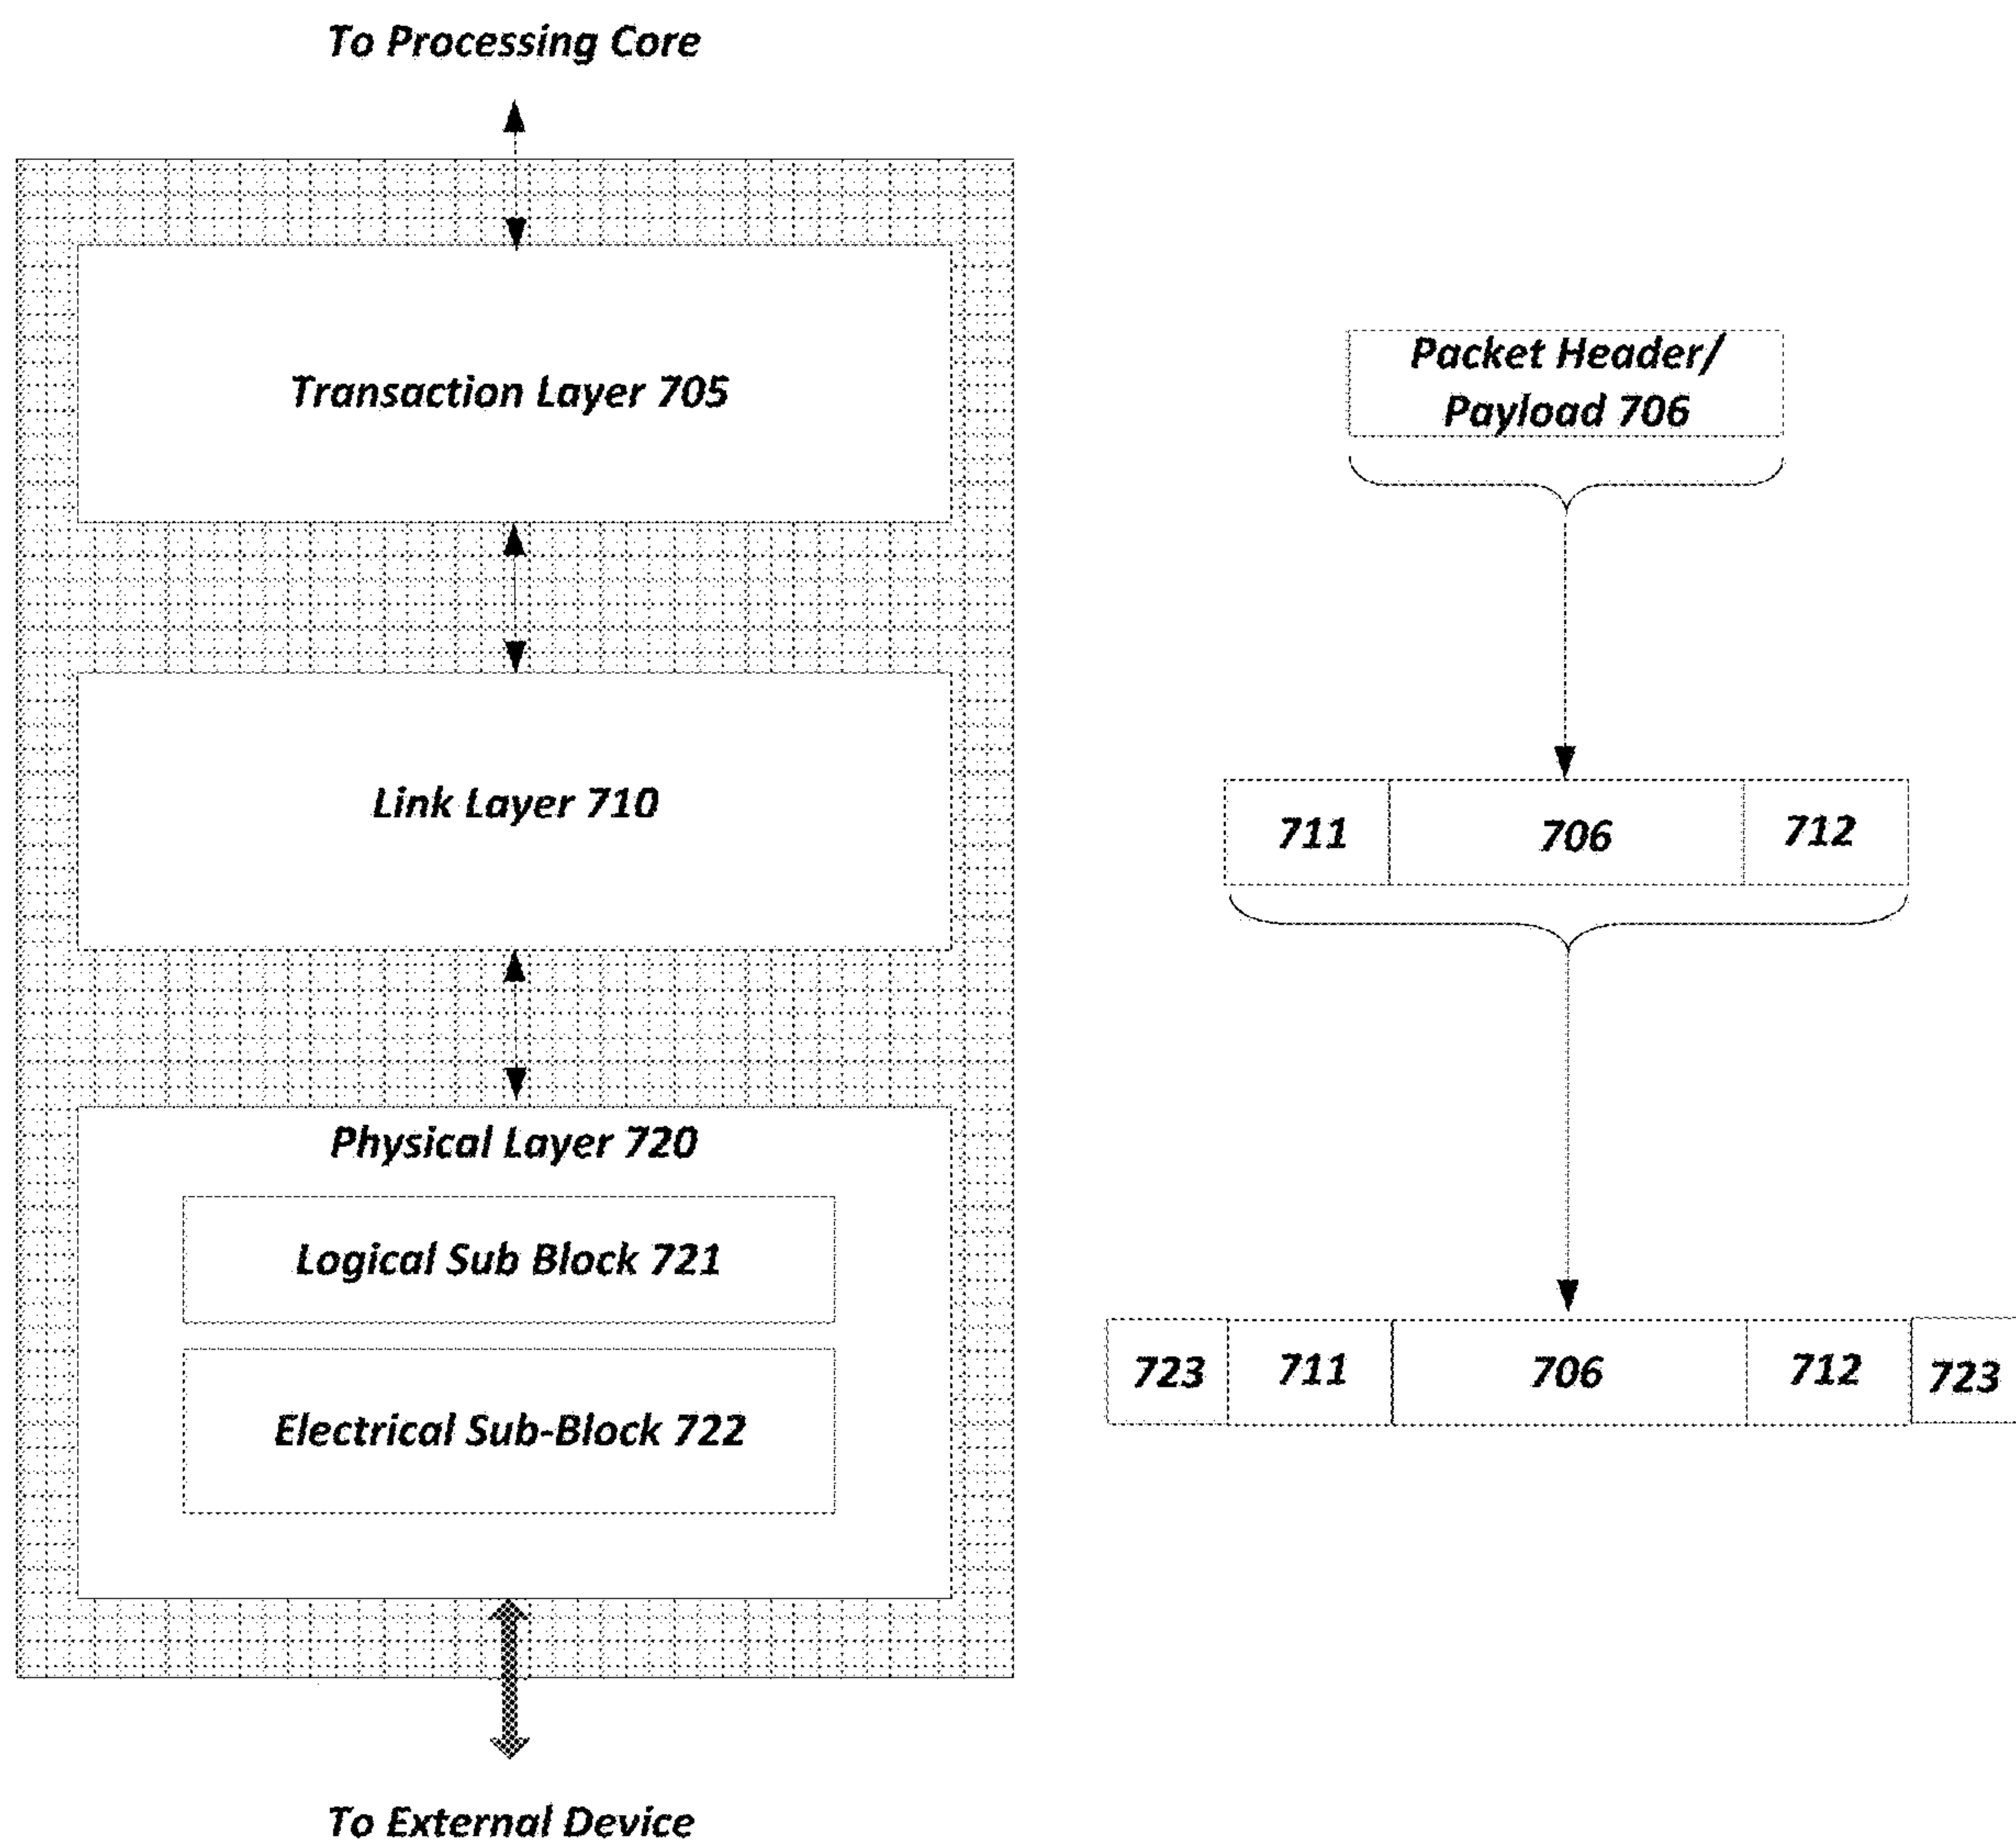 To Processing Core
Transaction Layer 705
Packet Header/
Payload 706
Link Layer 710
711 706 712
Physical Layer 720
Logical Sub Block 721
Electrical Sub-Block 722
723 711 706 712 723
To External Device